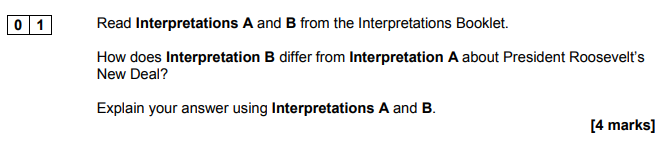 0 1 Read Interpretations A and B from the Interpretations Booklet.
How does Interpretation B differ from Interpretation A about President Roosevelt's
New Deal?
Explain your answer using Interpretations A and B.
[4 marks]